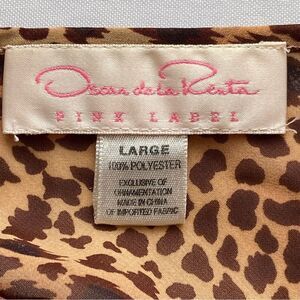 Oscar de la Renta
PINK LABEL
LARGE
100% POLYESTER
EXCLUSIVE OF
ORNAMENTATION
MADE IN CHINA
OF IMPORTED FABRIC